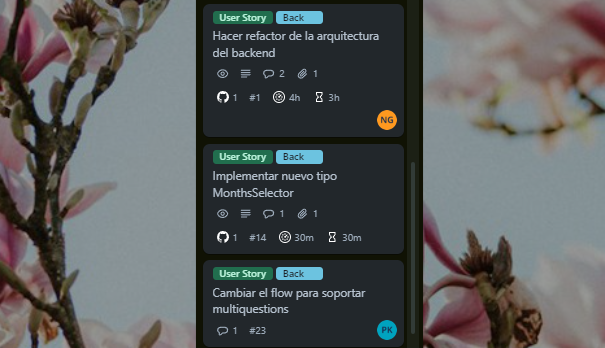 User Story Back
Hacer refactor de la arquitectura
del backend
2 1
1 #1 4h 3h
NG
User Story Back
Implementar nuevo tipo
MonthsSelector
1 1
1 #14 30m 30m
User Story Back
Cambiar el flow para soportar
multiquestions
1 #23
PK